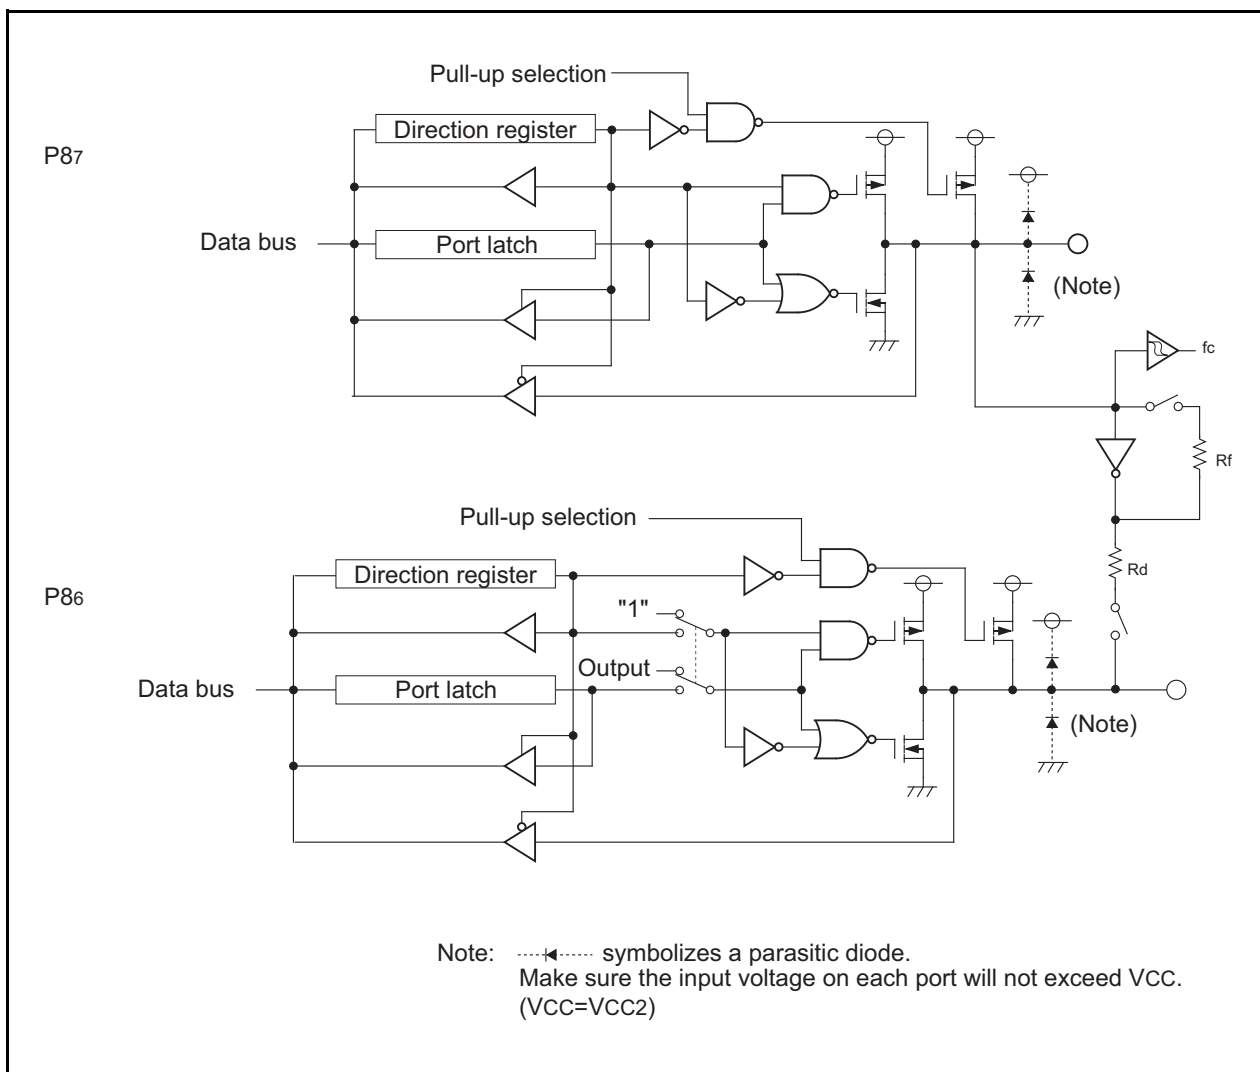 Pull-up selection
Direction register
P87
Data bus
Port latch
(Note)
fc
Rf
Pull-up selection
Direction register
Rd
P86
"1"
Output
Data bus
Port latch
(Note)
Note: symbolizes a parasitic diode.
Make sure the input voltage on each port will not exceed VCC.
(VCC=VCC2)